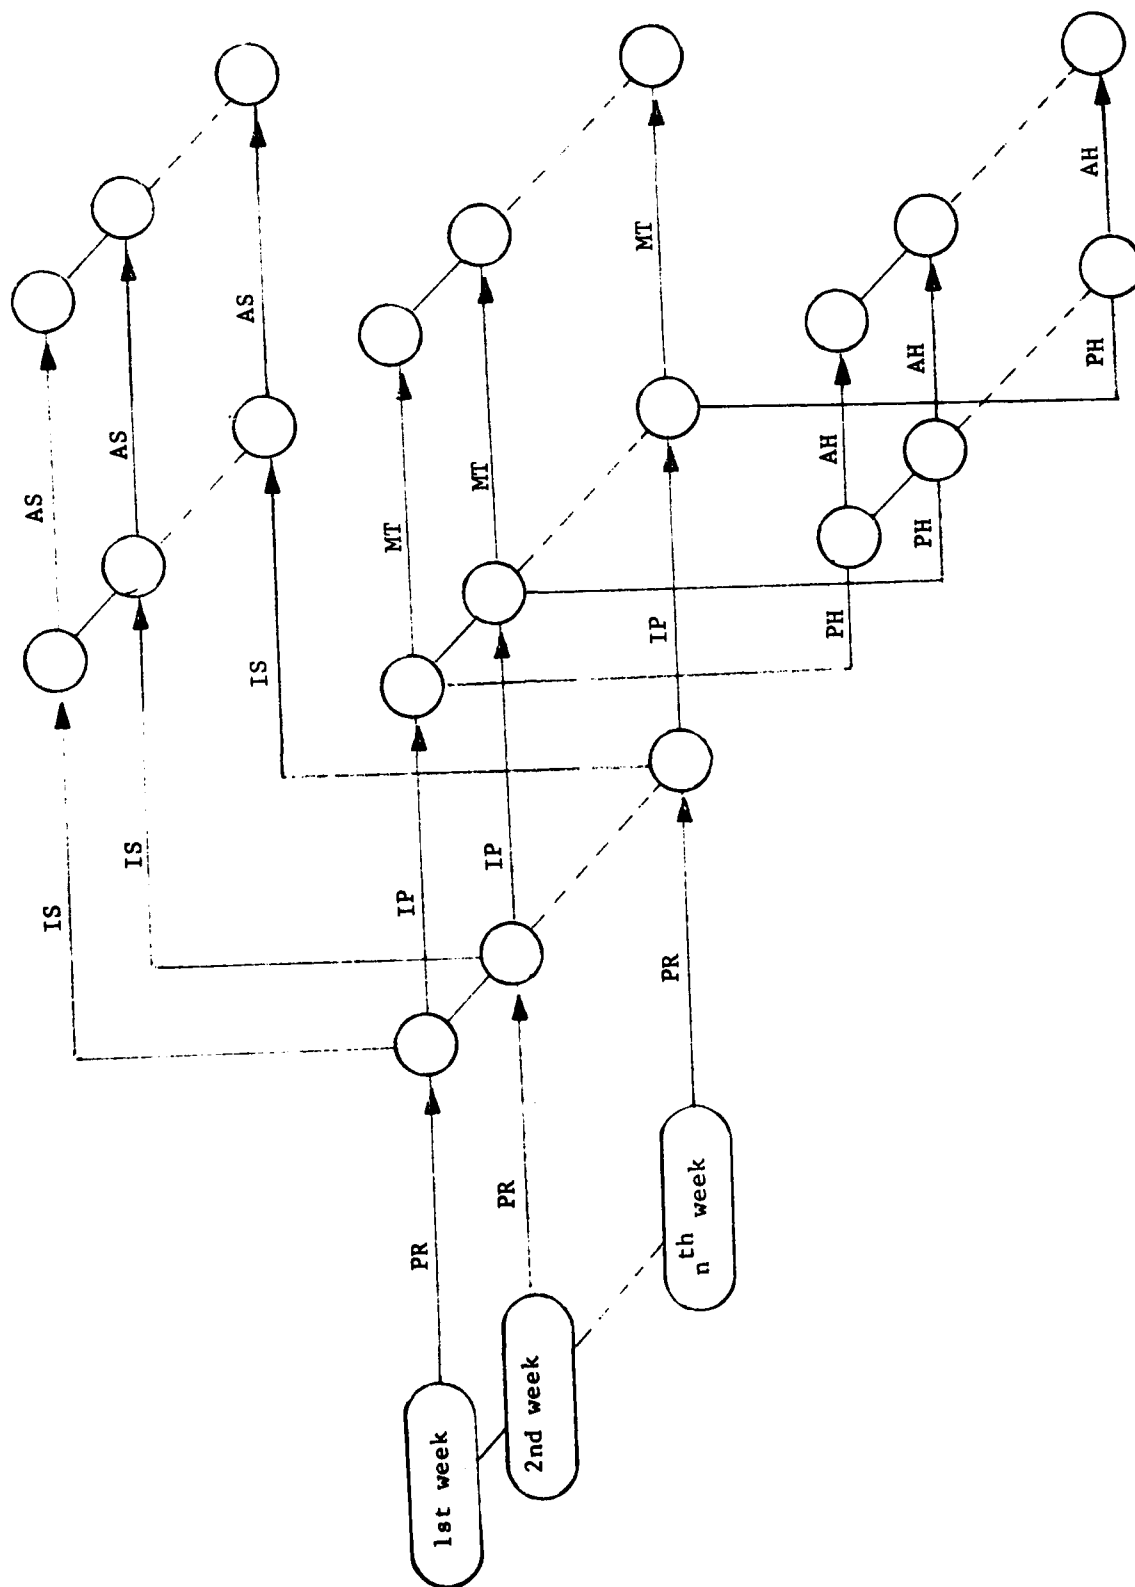 AS
AS
AS
IS
IS
IS
MT
MT
MT
IP
IP
IP
AH
AH
AH
PH
PH
PH
PR
PR
PR
1st week
2nd week
nth week